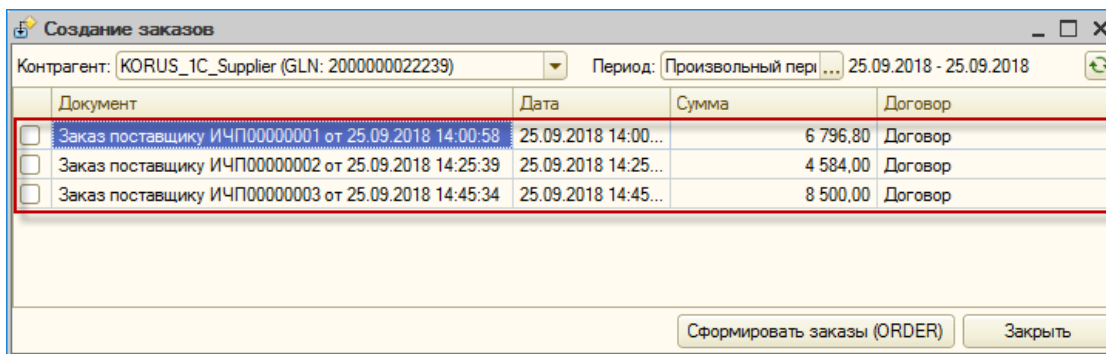 Создание заказов
Контрагент: KORUS_1C_Supplier (GLN: 2000000022239) Период: Произвольный пері ... 25.09.2018 - 25.09.2018
Документ Дата Сумма Договор
Заказ поставщику ИЧП00000001 от 25.09.2018 14:00:58 25.09.2018 14:00... 6 796,80 Договор
Заказ поставщику ИЧП00000002 от 25.09.2018 14:25:39 25.09.2018 14:25... 4 584,00 Договор
Заказ поставщику ИЧП00000003 от 25.09.2018 14:45:34 25.09.2018 14:45... 8 500,00 Договор
Сформировать заказы (ORDER) Закрыть